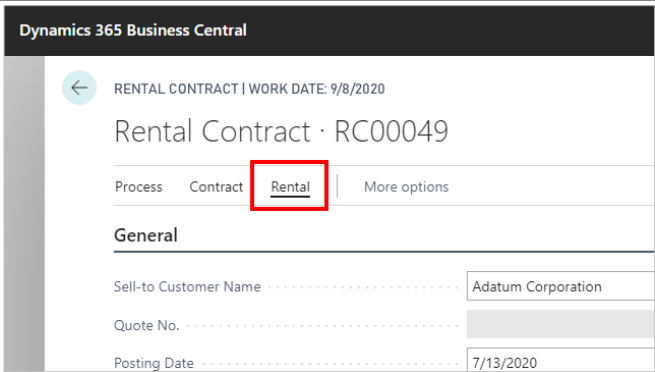 Dynamics 365 Business Central
RENTAL CONTRACT | WORK DATE: 9/8/2020
Rental Contract · RC00049
Process Contract Rental More options
General
Sell-to Customer Name Adatum Corporation
Quote No.
Posting Date 7/13/2020